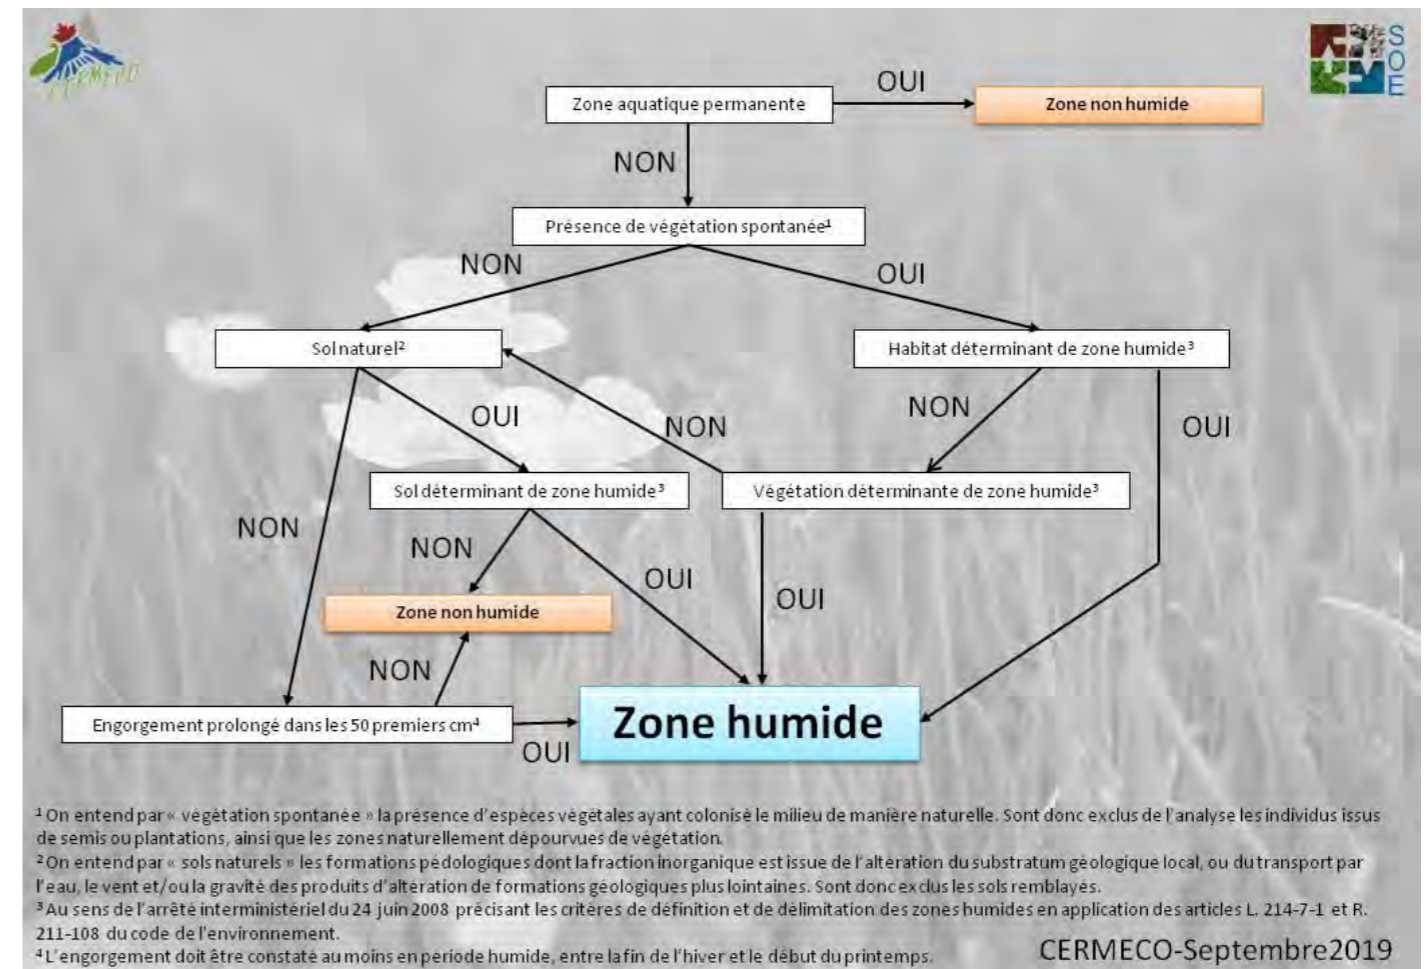 CERMECO
SOE
Zone aquatique permanente
OUI
Zone non humide
NON
Présence de végétation spontanée¹
NON
OUI
Sol naturel²
Habitat déterminant de zone humide³
OUI
NON
NON
OUI
Sol déterminant de zone humide³
Végétation déterminante de zone humide³
NON
NON
OUI
OUI
Zone non humide
NON
Engorgement prolongé dans les 50 premiers cm⁴
OUI
Zone humide
¹ On entend par « végétation spontanée » la présence d'espèces végétales ayant colonisé le milieu de manière naturelle. Sont donc exclus de l'analyse les individus issus
de semis ou plantations, ainsi que les zones naturellement dépourvues de végétation.
² On entend par « sols naturels » les formations pédologiques dont la fraction inorganique est issue de l'altération du substratum géologique local, ou du transport par
l'eau, le vent et/ou la gravité des produits d'altération de formations géologiques plus lointaines. Sont donc exclus les sols remblayés.
³ Au sens de l'arrêté interministériel du 24 juin 2008 précisant les critères de définition et de délimitation des zones humides en application des articles L. 214-7-1 et R.
211-108 du code de l'environnement.
⁴ L'engorgement doit être constaté au moins en période humide, entre la fin de l'hiver et le début du printemps.
CERMECO-Septembre2019